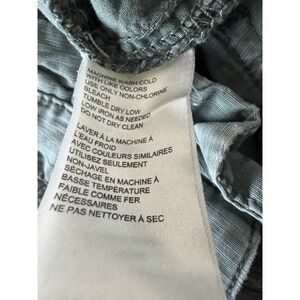 MACHINE WASH COLD
WITH LIKE COLORS
USE ONLY NON-CHLORINE
BLEACH
TUMBLE DRY LOW
LOW IRON AS NEEDED
DO NOT DRY CLEAN
LAVER À LA MACHINE À
L'EAU FROID
AVEC COULEURS SIMILAIRES
UTILISEZ SEULEMENT
NON-JAVEL
SÉCHAGE EN MACHINE À
BASSE TEMPÉRATURE
FAIBLE COMME FER
NÉCESSAIRES
NE PAS NETTOYER À SEC